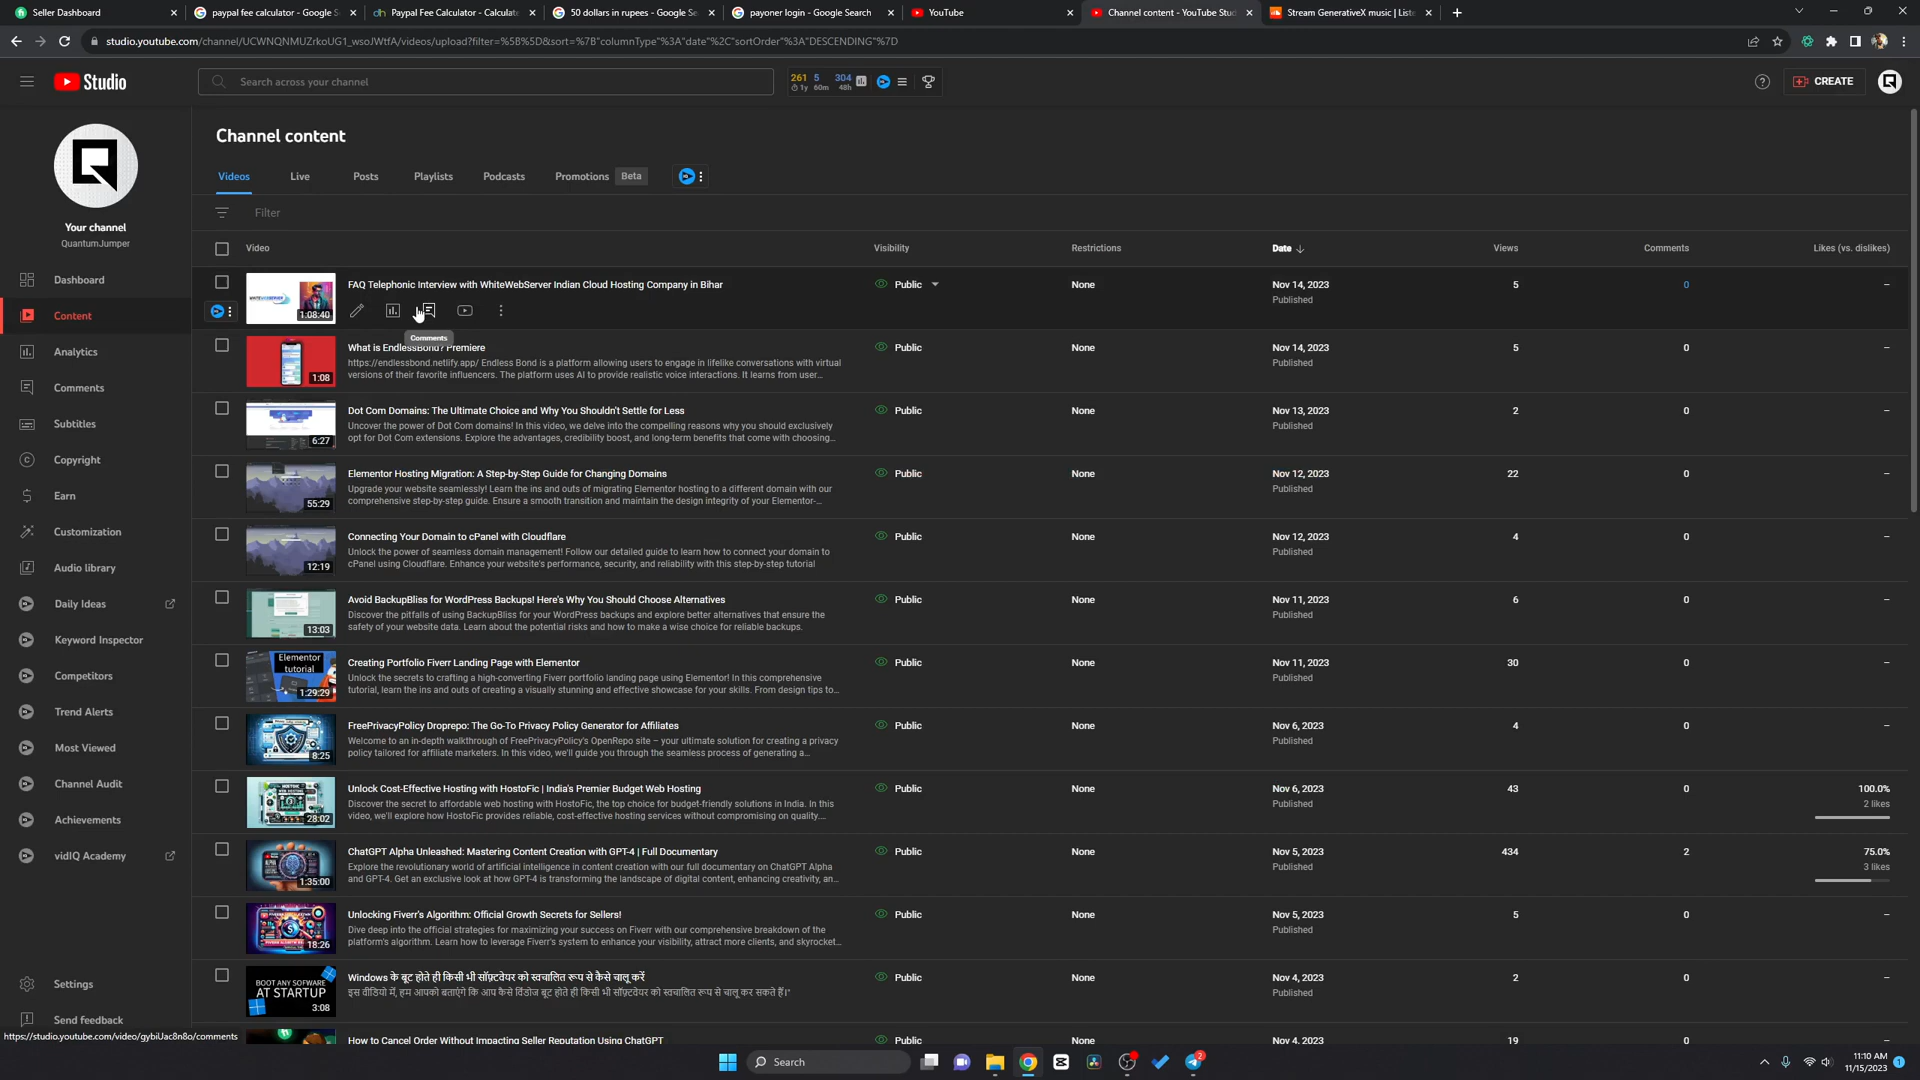 Seller Dashboard
paypal fee calculator - Google S
Paypal Fee Calculator - Calculate
50 dollars in rupees - Google Se
payoner login - Google Search
YouTube
Channel content - YouTube Stud
Stream GenerativeX music | List
studio.youtube.com/channel/UCWNQNMUZrkoUG1_wsoJWtfA/videos/upload?filter=%5B%5D&sort=%7B"columnType"%3A"date"%2C"sortOrder"%3A"DESCENDING"%7D
Studio
Search across your channel
261 5 304
1y 60m 48h
CREATE
Your channel
QuantumJumper
Dashboard
Content
Analytics
Comments
Subtitles
Copyright
Earn
Customization
Audio library
Daily Ideas
Keyword Inspector
Competitors
Trend Alerts
Most Viewed
Channel Audit
Achievements
vidIQ Academy
Settings
Send feedback
Channel content
Videos Live Posts Playlists Podcasts Promotions Beta
Filter
Video Visibility Restrictions Date Views Comments Likes (vs. dislikes)
FAQ Telephonic Interview with WhiteWebServer Indian Cloud Hosting Company in Bihar Public None Nov 14, 2023 5 0 –
Published
1:08:40
Comments
What is EndlessBond? Premiere Public None Nov 14, 2023 5 0 –
https://endlessbond.netlify.app/ Endless Bond is a platform allowing users to engage in lifelike conversations with virtual Published
versions of their favorite influencers. The platform uses AI to provide realistic voice interactions. It learns from user...
1:08
Dot Com Domains: The Ultimate Choice and Why You Shouldn't Settle for Less Public None Nov 13, 2023 2 0 –
Uncover the power of Dot Com domains! In this video, we delve into the compelling reasons why you should exclusively Published
opt for Dot Com extensions. Explore the advantages, credibility boost, and long-term benefits that come with choosing...
6:27
Elementor Hosting Migration: A Step-by-Step Guide for Changing Domains Public None Nov 12, 2023 22 0 –
Upgrade your website seamlessly! Learn the ins and outs of migrating Elementor hosting to a different domain with our Published
comprehensive step-by-step guide. Ensure a smooth transition and maintain the design integrity of your Elementor-...
55:29
Connecting Your Domain to cPanel with Cloudflare Public None Nov 12, 2023 4 0 –
Unlock the power of seamless domain management! Follow our detailed guide to learn how to connect your domain to Published
cPanel using Cloudflare. Enhance your website's performance, security, and reliability with this step-by-step tutorial
12:19
Avoid BackupBliss for WordPress Backups! Here's Why You Should Choose Alternatives Public None Nov 11, 2023 6 0 –
Discover the pitfalls of using BackupBliss for your WordPress backups and explore better alternatives that ensure the Published
safety of your website data. Learn about the potential risks and how to make a wise choice for reliable backups.
13:03
Creating Portfolio Fiverr Landing Page with Elementor Public None Nov 11, 2023 30 0 –
Unlock the secrets to crafting a high-converting Fiverr portfolio landing page using Elementor! In this comprehensive Published
tutorial, learn the ins and outs of creating a visually stunning and effective showcase for your skills. From design tips to...
Elementor
tutorial
1:29:29
FreePrivacyPolicy Droprepo: The Go-To Privacy Policy Generator for Affiliates Public None Nov 6, 2023 4 0 –
Welcome to an in-depth walkthrough of FreePrivacyPolicy's OpenRepo site – your ultimate solution for creating a privacy Published
policy tailored for affiliate marketers. In this video, we'll guide you through the seamless process of generating a...
8:25
Unlock Cost-Effective Hosting with HostoFic | India's Premier Budget Web Hosting Public None Nov 6, 2023 43 0 100.0%
Discover the secret to affordable web hosting with HostoFic, the top choice for budget-friendly solutions in India. In this Published 2 likes
video, we'll explore how HostoFic provides reliable, cost-effective hosting services without compromising on quality....
28:02
ChatGPT Alpha Unleashed: Mastering Content Creation with GPT-4 | Full Documentary Public None Nov 5, 2023 434 2 75.0%
Explore the revolutionary world of artificial intelligence in content creation with our full documentary on ChatGPT Alpha Published 3 likes
and GPT-4. Get an exclusive look at how GPT-4 is transforming the landscape of digital content, enhancing creativity, an...
1:35:00
Unlocking Fiverr's Algorithm: Official Growth Secrets for Sellers! Public None Nov 5, 2023 5 0 –
Dive deep into the official strategies for maximizing your success on Fiverr with our comprehensive breakdown of the Published
platform's algorithm. Learn how to leverage Fiverr's system to enhance your visibility, attract more clients, and skyrocket...
18:26
Windows के बूट होते ही किसी भी सॉफ़्टवेयर को स्वचालित रूप से कैसे चालू करें Public None Nov 4, 2023 2 0 –
इस वीडियो में, हम आपको बताएंगे कि आप कैसे विंडोज बूट होते ही किसी भी सॉफ़्टवेयर को स्वचालित रूप से चालू कर सकते हैं।" Published
BOOT ANY SOFWARE
AT STARTUP
3:08
How to Cancel Order Without Impacting Seller Reputation Using ChatGPT Public None Nov 4, 2023 19 0 –
https://studio.youtube.com/video/gybiUac8n8o/comments
Search
2
11:10 AM
11/15/2023
1